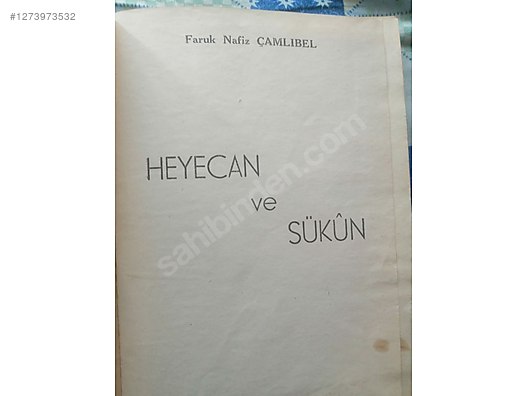 #1273973532
Faruk Nafiz ÇAMLIBEL
HEYECAN
ve
SÜKÛN
sahibinden.com